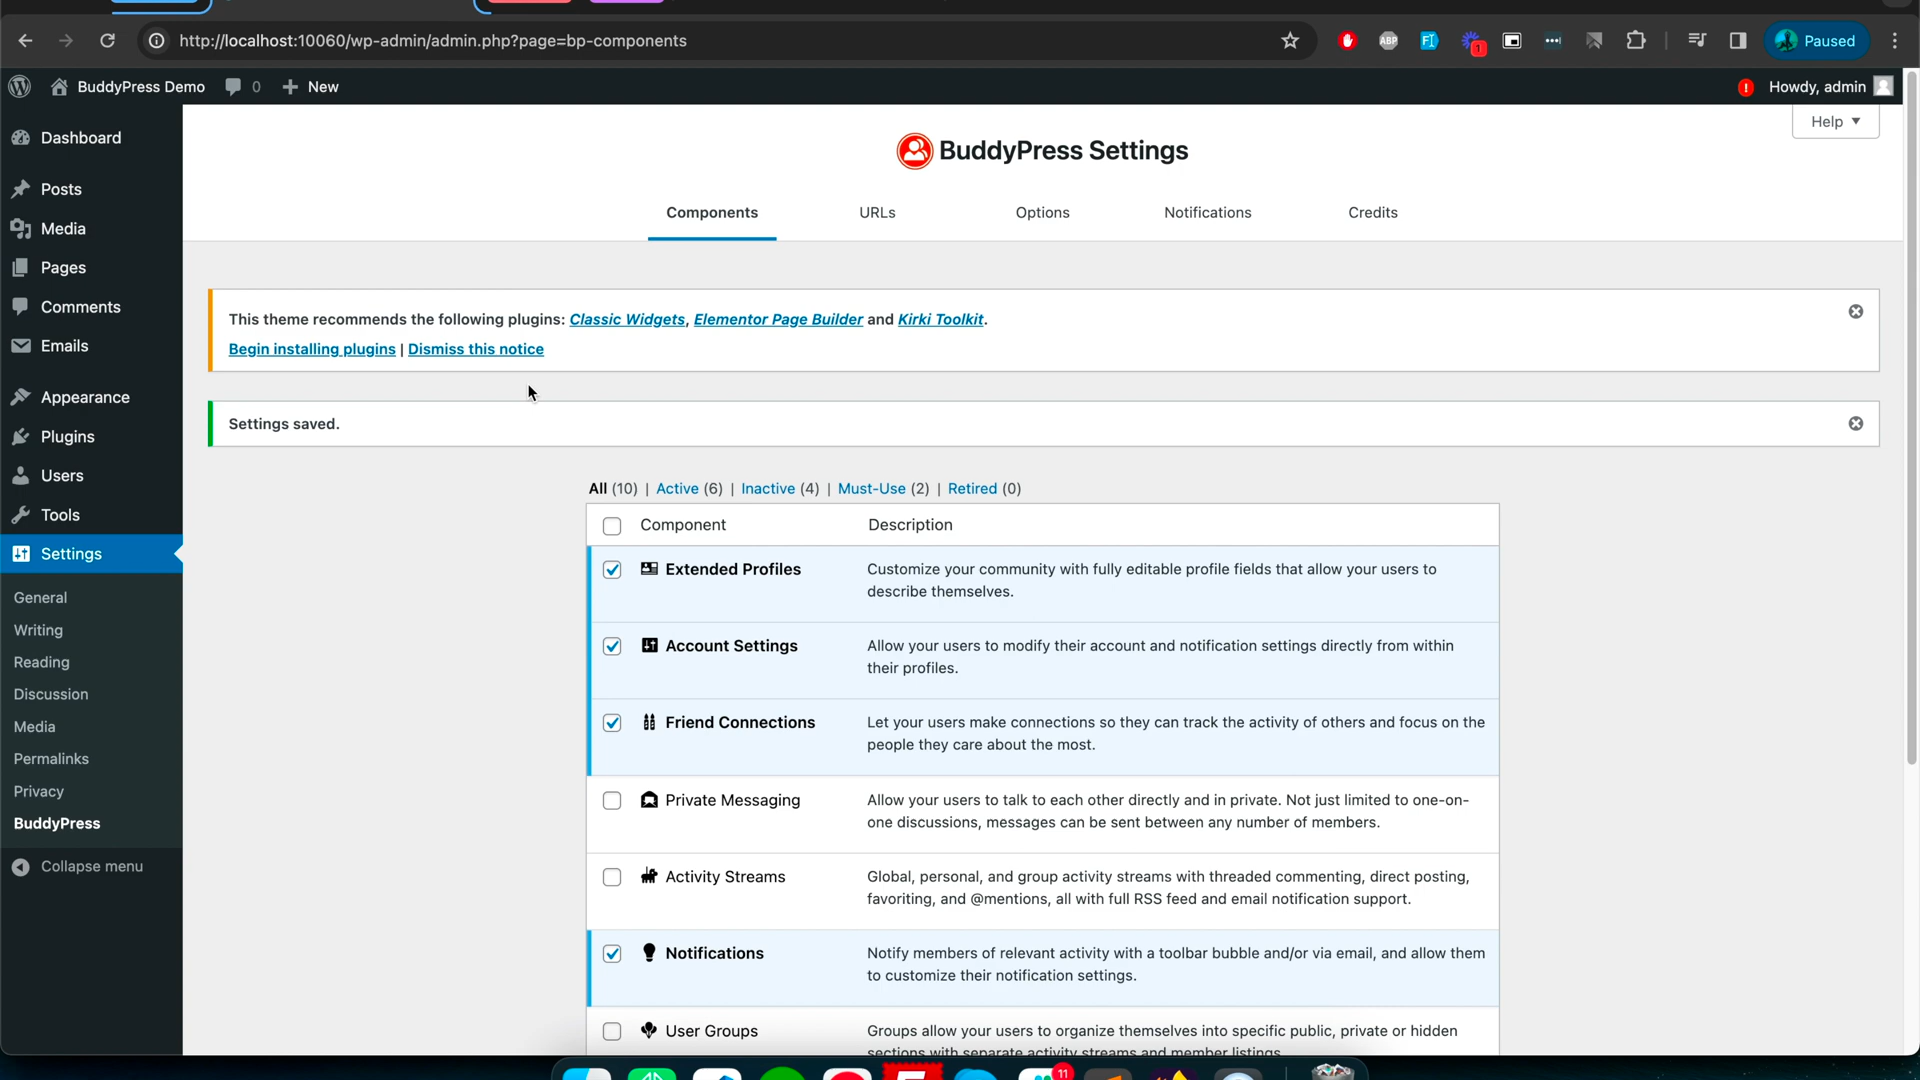 http://localhost:10060/wp-admin/admin.php?page=bp-components
ABP
1
Paused
BuddyPress Demo
0
New
Howdy, admin
Dashboard
Posts
Media
Pages
Comments
Emails
Appearance
Plugins
Users
Tools
Settings
General
Writing
Reading
Discussion
Media
Permalinks
Privacy
BuddyPress
Collapse menu
Help
BuddyPress Settings
Components
URLs
Options
Notifications
Credits
This theme recommends the following plugins: Classic Widgets, Elementor Page Builder and Kirki Toolkit.
Begin installing plugins | Dismiss this notice
Settings saved.
All (10) | Active (6) | Inactive (4) | Must-Use (2) | Retired (0)
Component Description
Extended Profiles
Customize your community with fully editable profile fields that allow your users to
describe themselves.
Account Settings
Allow your users to modify their account and notification settings directly from within
their profiles.
Friend Connections
Let your users make connections so they can track the activity of others and focus on the
people they care about the most.
Private Messaging
Allow your users to talk to each other directly and in private. Not just limited to one-on-
one discussions, messages can be sent between any number of members.
Activity Streams
Global, personal, and group activity streams with threaded commenting, direct posting,
favoriting, and @mentions, all with full RSS feed and email notification support.
Notifications
Notify members of relevant activity with a toolbar bubble and/or via email, and allow them
to customize their notification settings.
User Groups
Groups allow your users to organize themselves into specific public, private or hidden
sections with separate activity streams and member listings.
11